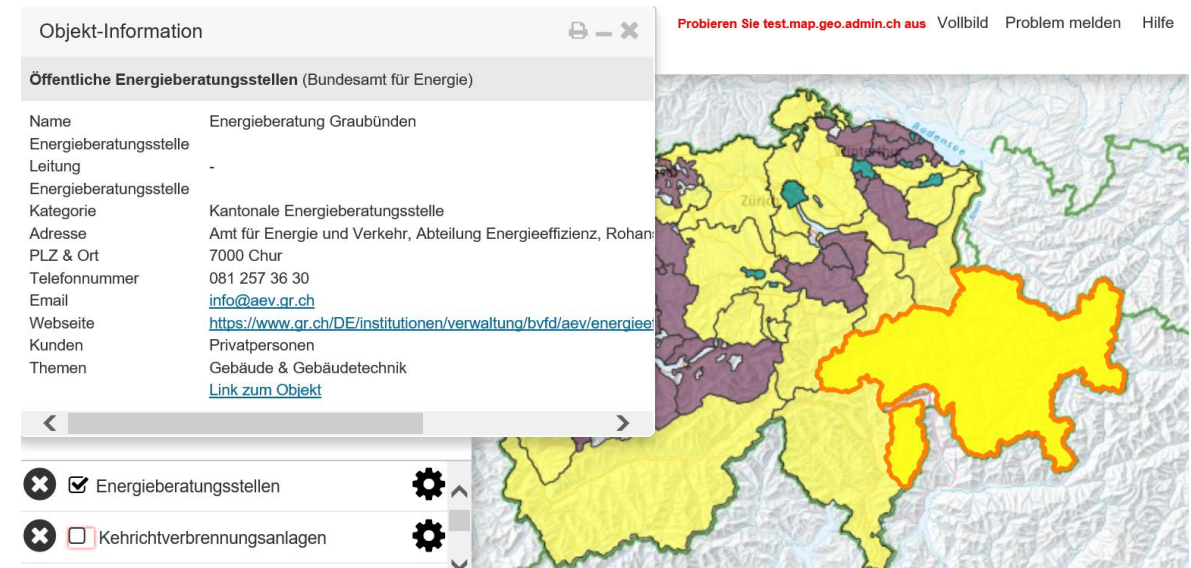 Objekt-Information
Probieren Sie test.map.geo.admin.ch aus Vollbild Problem melden Hilfe
Öffentliche Energieberatungsstellen (Bundesamt für Energie)
Name Energieberatungsstelle Energieberatung Graubünden
Leitung Energieberatungsstelle -
Kategorie Kantonale Energieberatungsstelle
Adresse Amt für Energie und Verkehr, Abteilung Energieeffizienz, Rohan
PLZ & Ort 7000 Chur
Telefonnummer 081 257 36 30
Email info@aev.gr.ch
Webseite https://www.gr.ch/DE/institutionen/verwaltung/bvfd/aev/energiee
Kunden Privatpersonen
Themen Gebäude & Gebäudetechnik
Link zum Objekt
Energieberatungsstellen
Kehrichtverbrennungsanlagen
Bodensee
Winterthur
Zürich